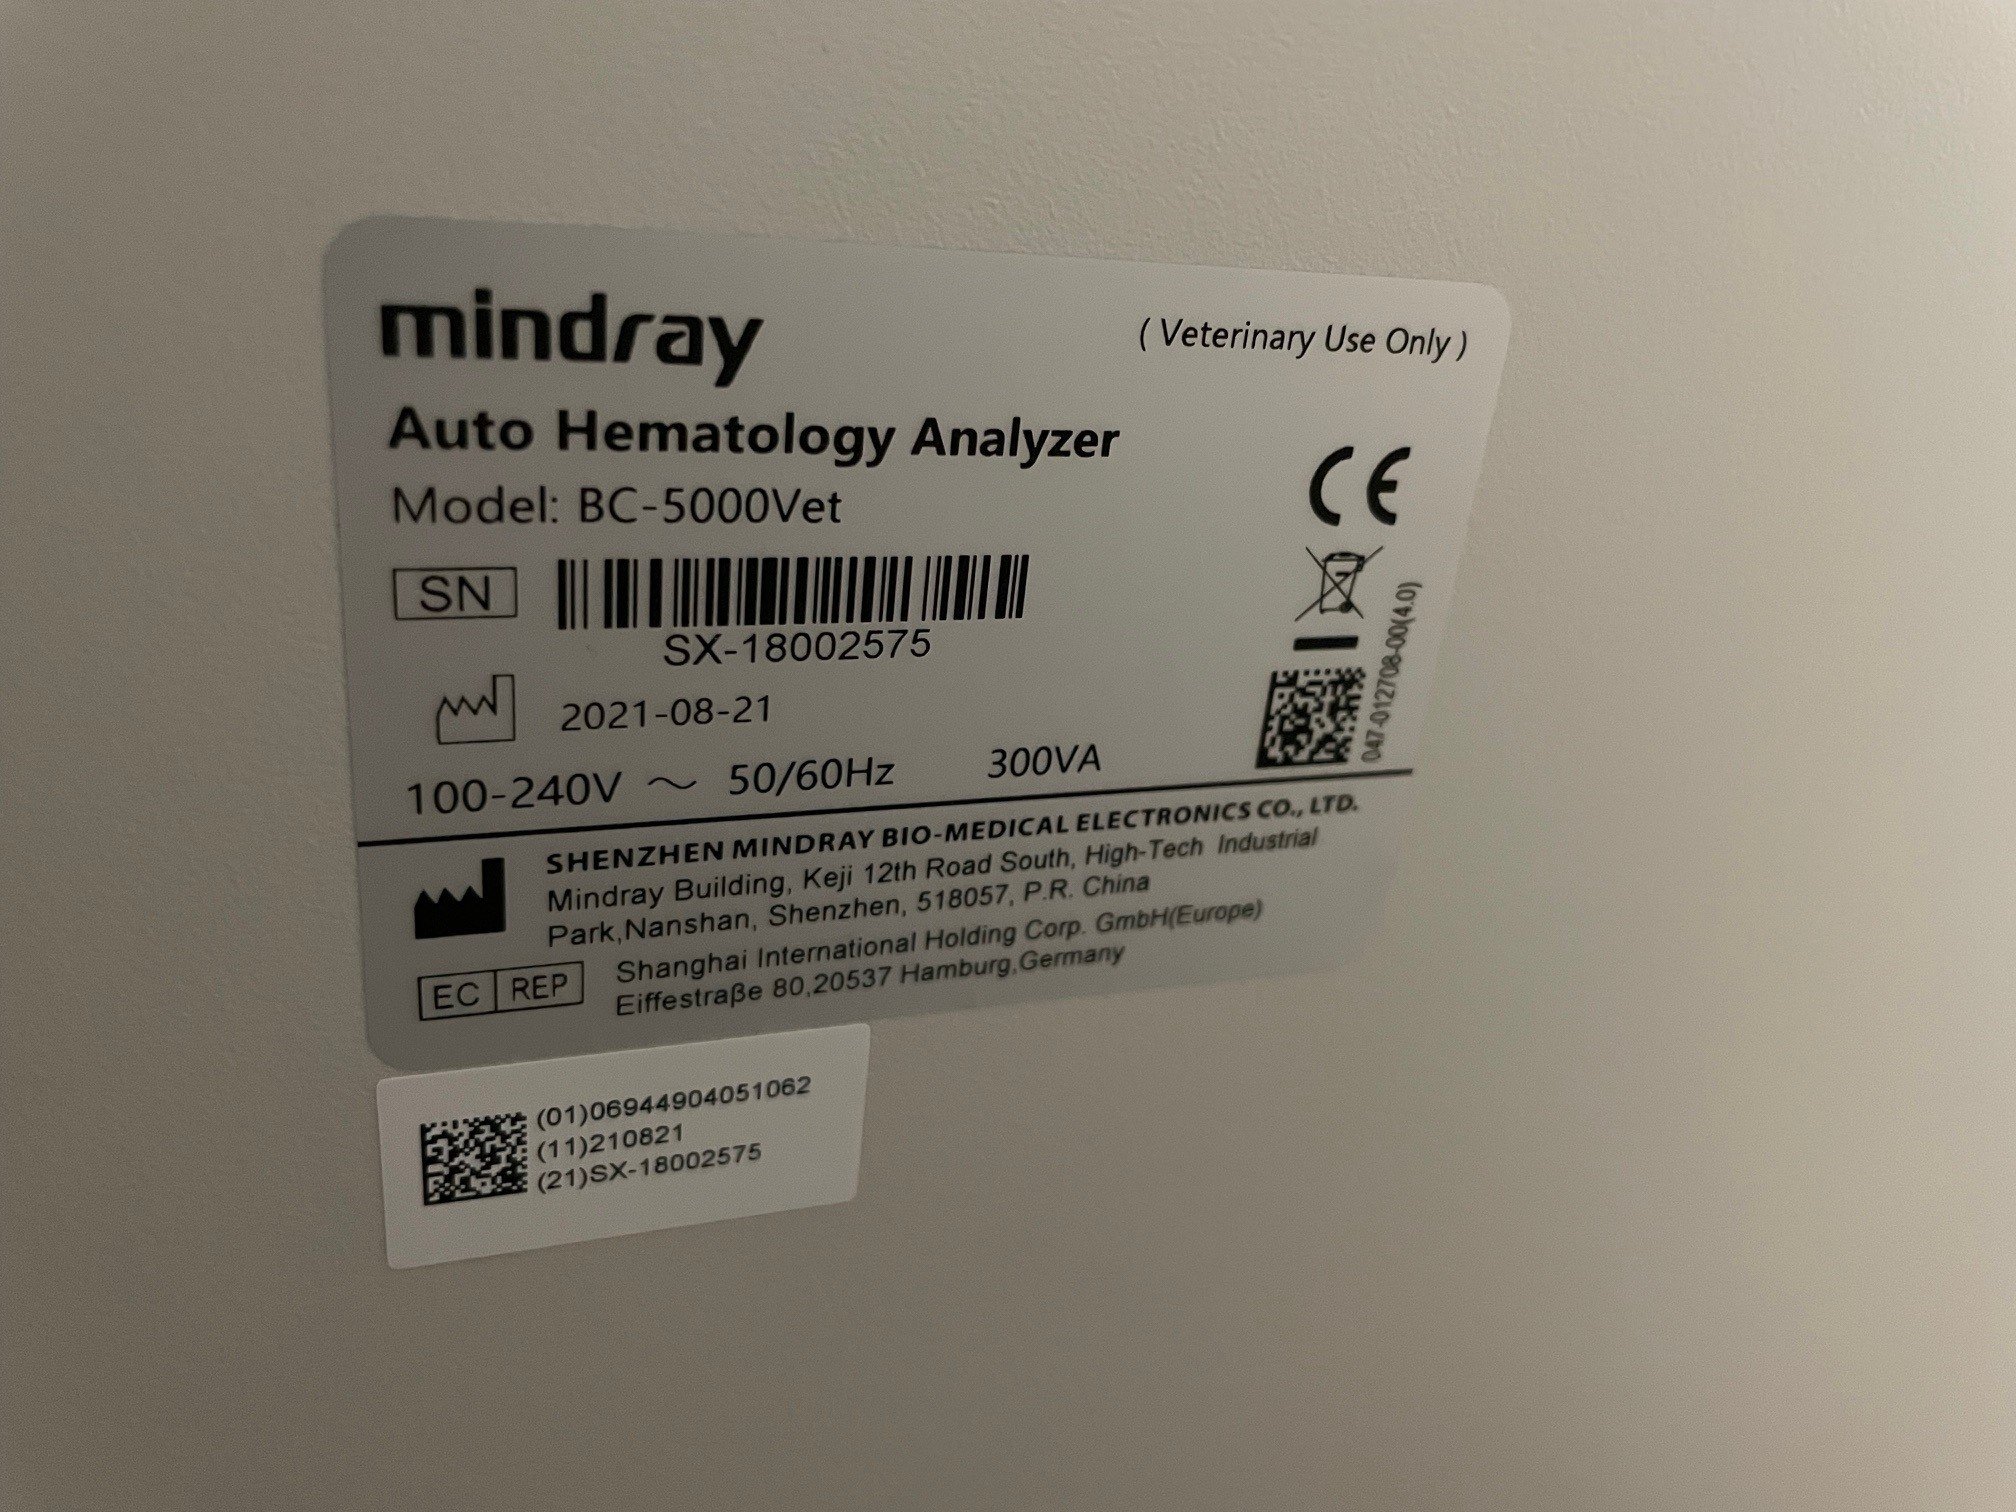 mindray
( Veterinary Use Only )
Auto Hematology Analyzer
Model: BC-5000Vet
CE
SN
SX-18002575
2021-08-21
047-012708-00(4.0)
100-240V ～ 50/60Hz 300VA
SHENZHEN MINDRAY BIO-MEDICAL ELECTRONICS CO., LTD.
Mindray Building, Keji 12th Road South, High-Tech Industrial
Park,Nanshan, Shenzhen, 518057, P.R. China
EC REP
Shanghai International Holding Corp. GmbH(Europe)
Eiffestraße 80,20537 Hamburg,Germany
(01)06944904051062
(11)210821
(21)SX-18002575